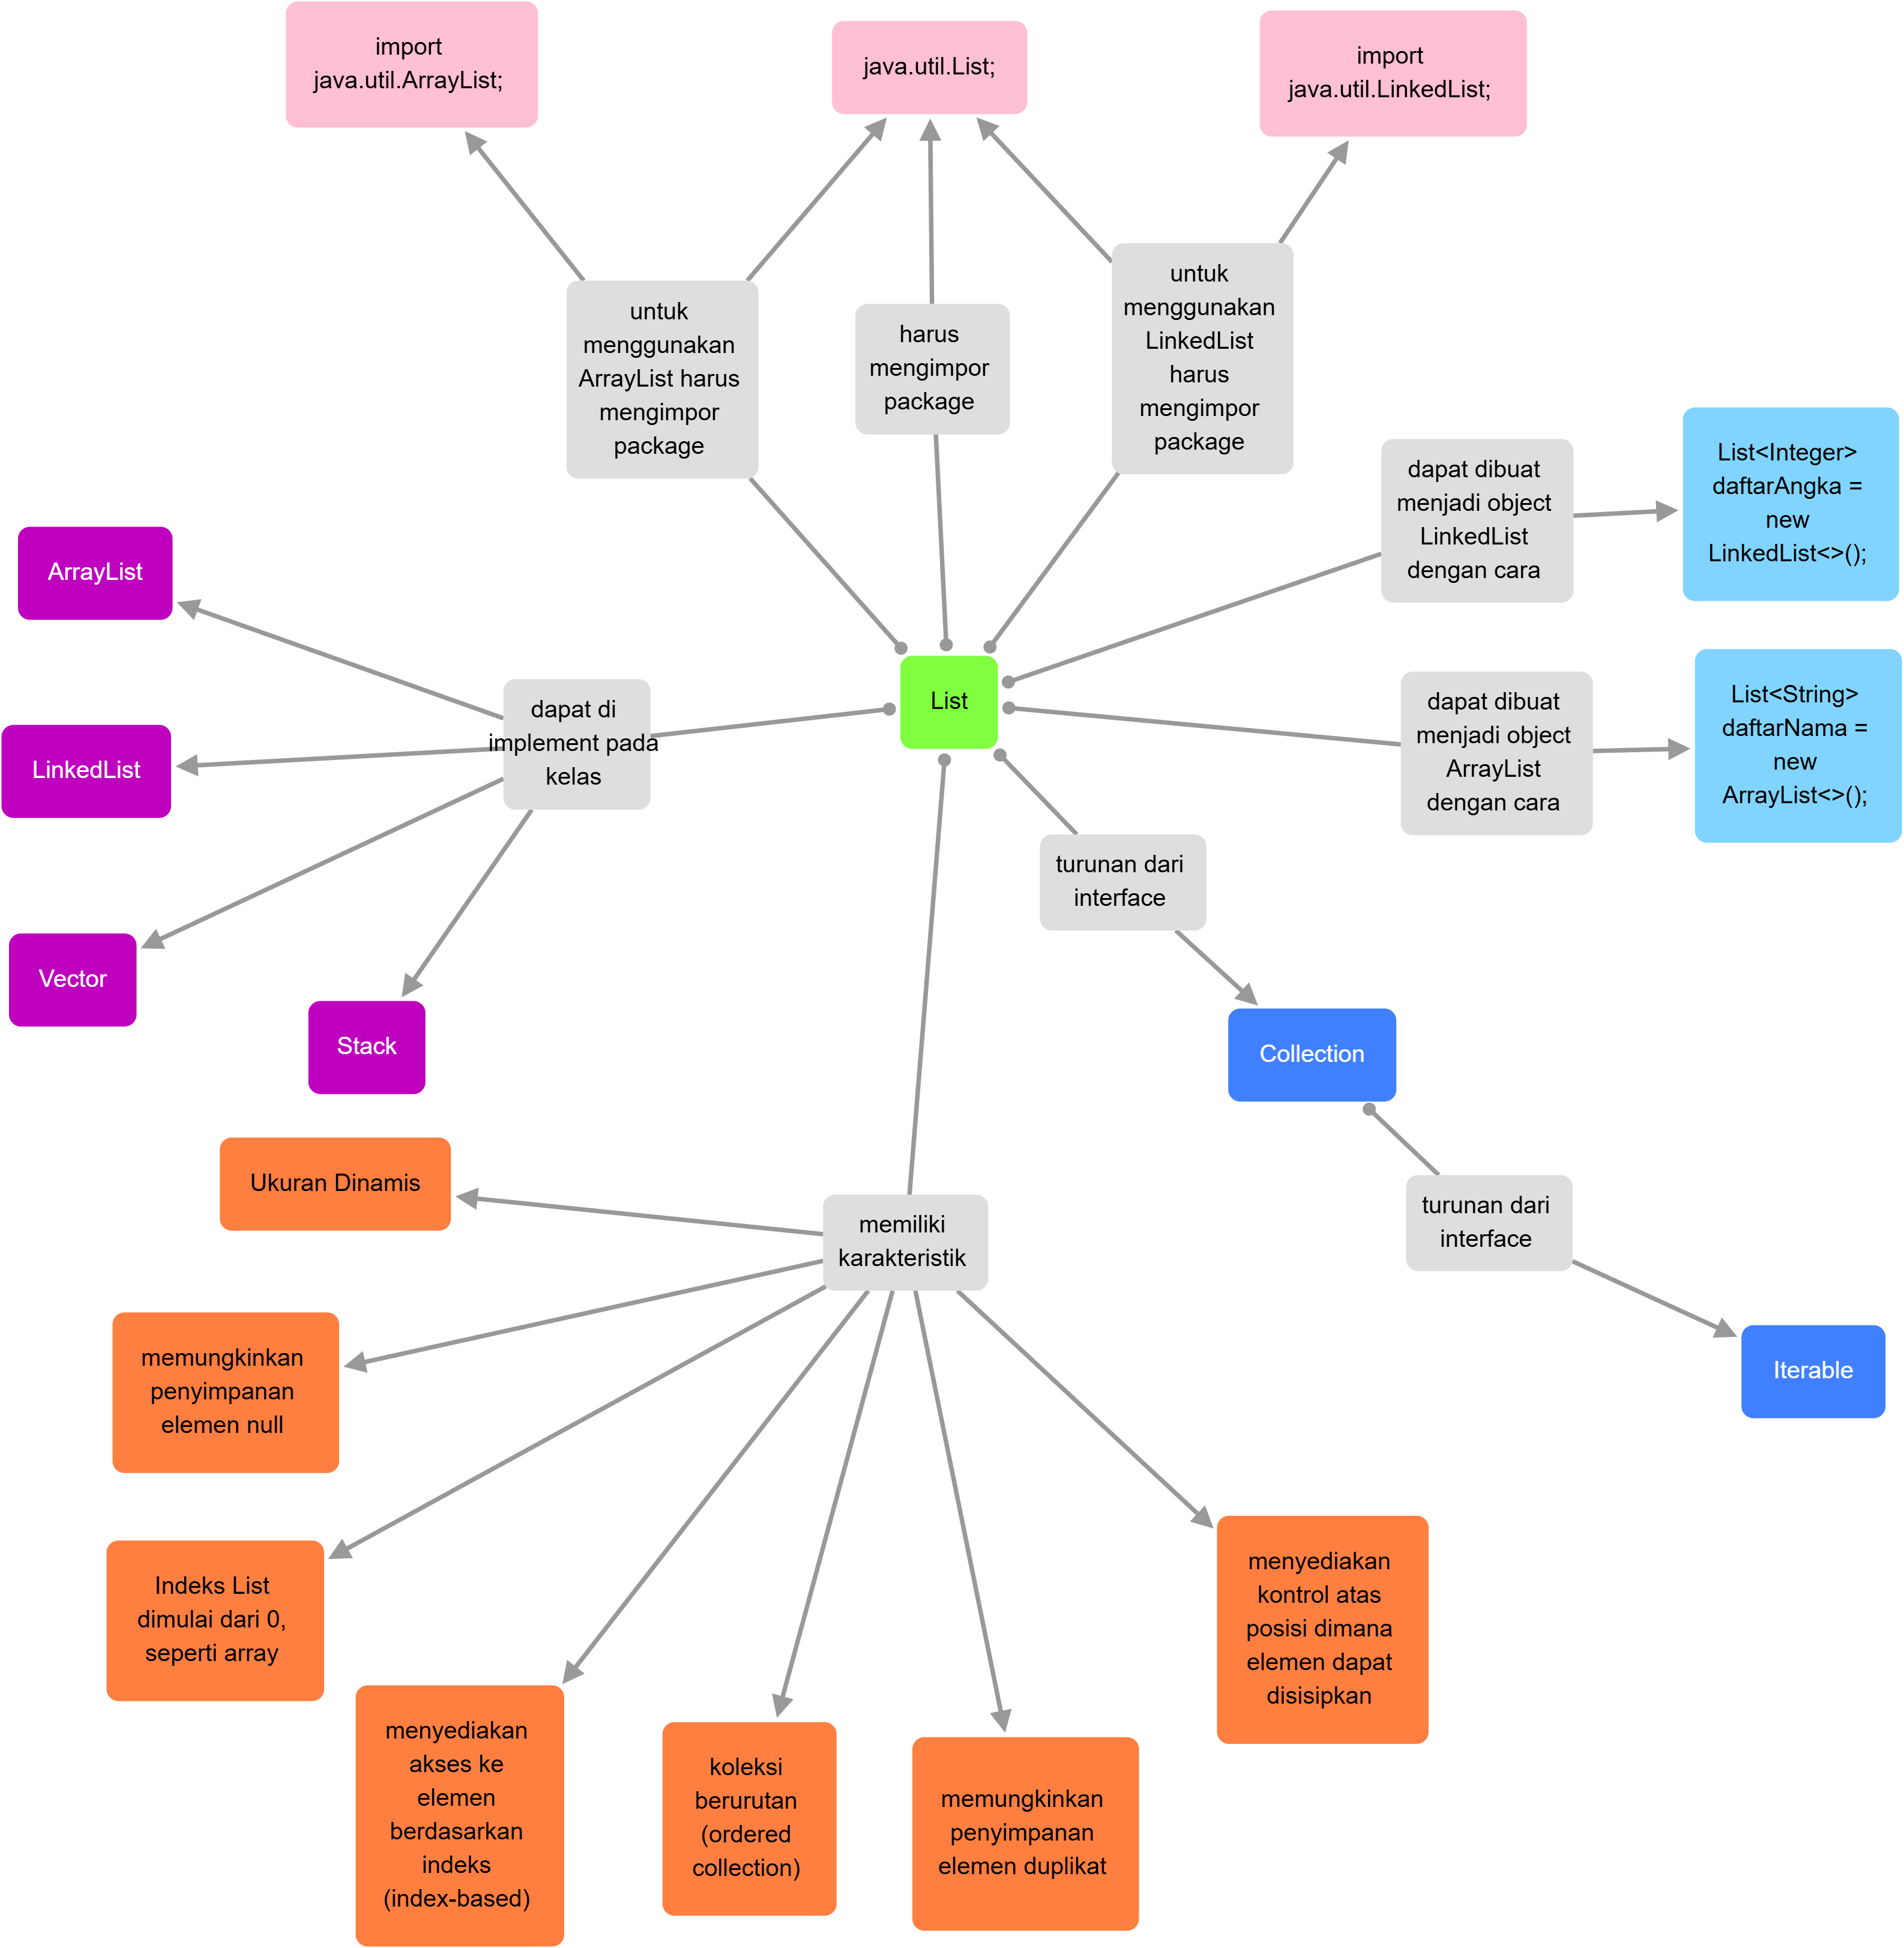 import
java.util.ArrayList;
java.util.List;
import
java.util.LinkedList;
untuk
menggunakan
ArrayList harus
mengimpor
package
harus
mengimpor
package
untuk
menggunakan
LinkedList
harus
mengimpor
package
dapat dibuat
menjadi object
LinkedList
dengan cara
List<Integer>
daftarAngka =
new
LinkedList<>();
ArrayList
LinkedList
Vector
Stack
dapat di
implement pada
kelas
List
dapat dibuat
menjadi object
ArrayList
dengan cara
List<String>
daftarNama =
new
ArrayList<>();
turunan dari
interface
Collection
turunan dari
interface
Iterable
memiliki
karakteristik
Ukuran Dinamis
memungkinkan
penyimpanan
elemen null
Indeks List
dimulai dari 0,
seperti array
menyediakan
akses ke
elemen
berdasarkan
indeks
(index-based)
koleksi
berurutan
(ordered
collection)
memungkinkan
penyimpanan
elemen duplikat
menyediakan
kontrol atas
posisi dimana
elemen dapat
disisipkan